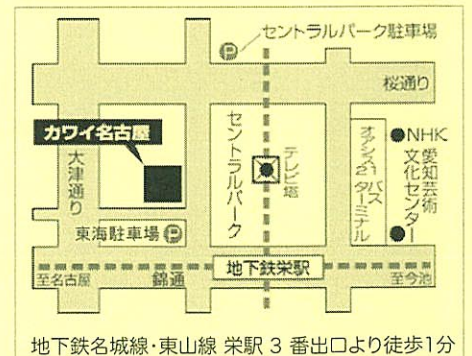 セントラルパーク駐車場
P
桜通り
カワイ名古屋
大津通り
セントラルパーク
テレビ塔
オアシス21
バスターミナル
NHK
愛知芸術文化センター
東海駐車場 P
地下鉄栄駅
至名古屋
錦通
至今池
地下鉄名城線・東山線 栄駅 3 番出口より徒歩1分